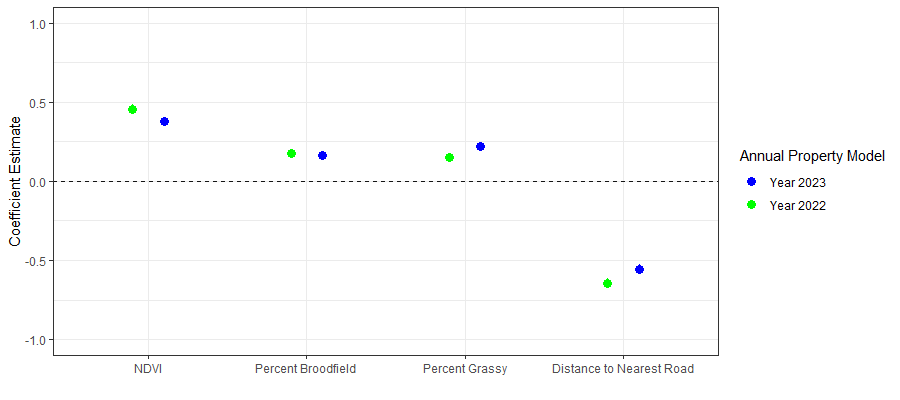 1.0
0.5
0.0
-0.5
-1.0
Coefficient Estimate
NDVI
Percent Broodfield
Percent Grassy
Distance to Nearest Road
Annual Property Model
Year 2023
Year 2022